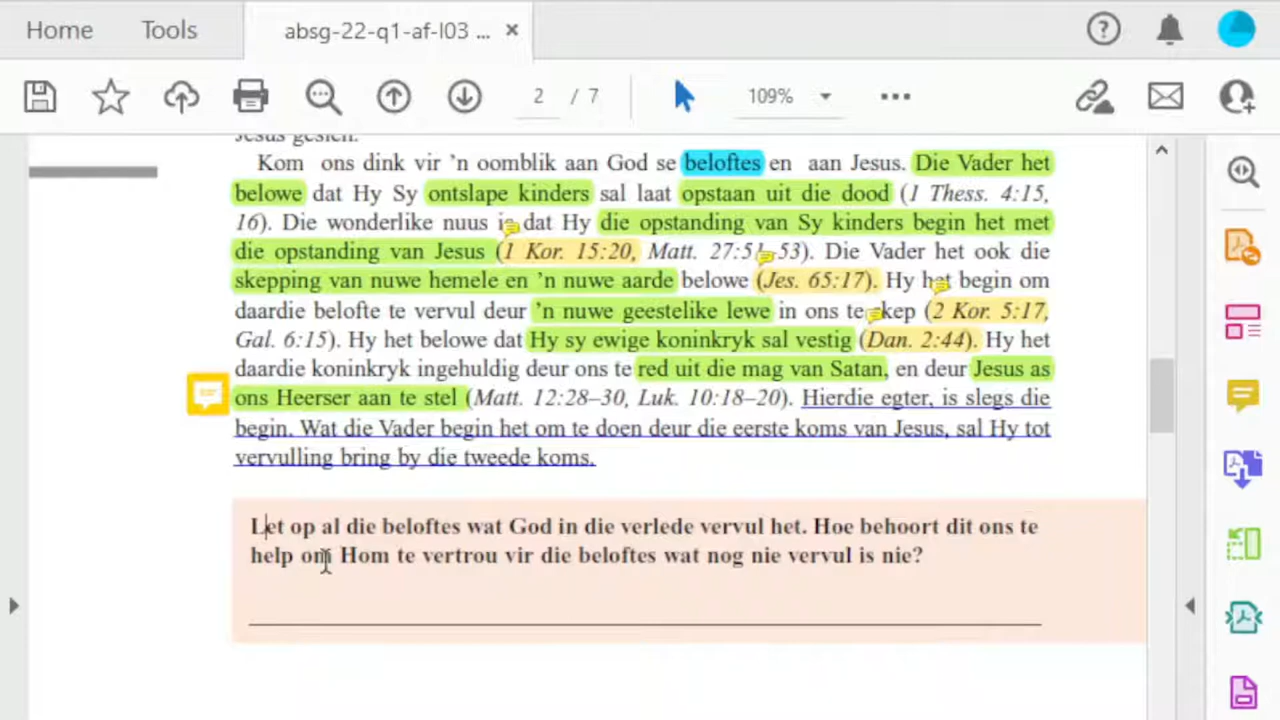 Home Tools absg-22-q1-af-l03 ... ×
2 / 7 109% ...
Jesus gesien.
Kom ons dink vir 'n oomblik aan God se beloftes en aan Jesus. Die Vader het
belowe dat Hy Sy ontslape kinders sal laat opstaan uit die dood (1 Thess. 4:15,
16). Die wonderlike nuus is dat Hy die opstanding van Sy kinders begin het met
die opstanding van Jesus (1 Kor. 15:20, Matt. 27:51–53). Die Vader het ook die
skepping van nuwe hemele en 'n nuwe aarde belowe (Jes. 65:17). Hy het begin om
daardie belofte te vervul deur 'n nuwe geestelike lewe in ons te skep (2 Kor. 5:17,
Gal. 6:15). Hy het belowe dat Hy sy ewige koninkryk sal vestig (Dan. 2:44). Hy het
daardie koninkryk ingehuldig deur ons te red uit die mag van Satan, en deur Jesus as
ons Heerser aan te stel (Matt. 12:28–30, Luk. 10:18–20). Hierdie egter, is slegs die
begin. Wat die Vader begin het om te doen deur die eerste koms van Jesus, sal Hy tot
vervulling bring by die tweede koms.
Let op al die beloftes wat God in die verlede vervul het. Hoe behoort dit ons te
help ons Hom te vertrou vir die beloftes wat nog nie vervul is nie?